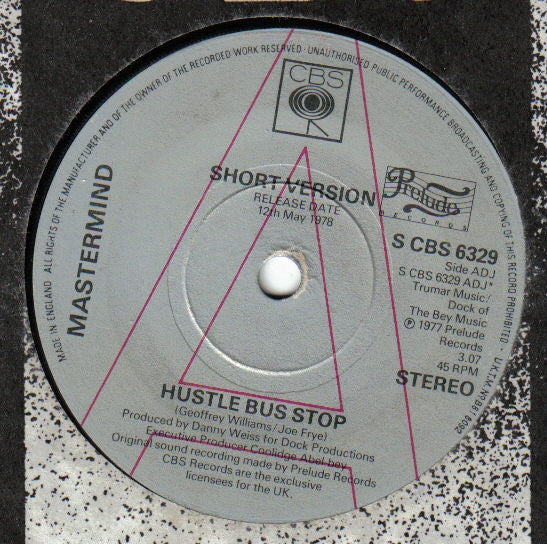 MADE IN ENGLAND ALL RIGHTS OF THE MANUFACTURER AND OF THE OWNER OF THE RECORDED WORK RESERVED · UNAUTHORISED PUBLIC PERFORMANCE BROADCASTING AND COPYING OF THIS RECORD PROHIBITED ·
CBS
MASTERMIND
SHORT VERSION
RELEASE DATE
12th May 1978
Prelude
RECORDS
S CBS 6329
Side ADJ
S CBS 6329 ADJ*
Trumar Music/
Dock of
The Bey Music
℗ 1977 Prelude
Records
3.07
45 RPM
STEREO
HUSTLE BUS STOP
(Geoffrey Williams/Joe Frye)
Produced by Danny Weiss for Dock Productions
Executive Producer Coolidge Abel-bey
Original sound recording made by Prelude Records
CBS Records are the exclusive
licensees for the UK.